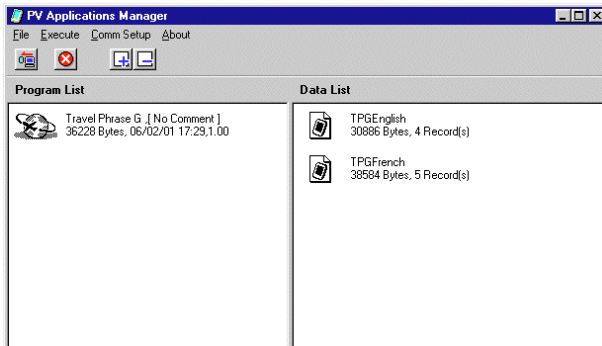 PV Applications Manager
File Execute Comm Setup About
Program List
Data List
Travel Phrase G ,[ No Comment ]
36228 Bytes, 06/02/01 17:29,1.00
TPGEnglish
30886 Bytes, 4 Record(s)
TPGFrench
38584 Bytes, 5 Record(s)